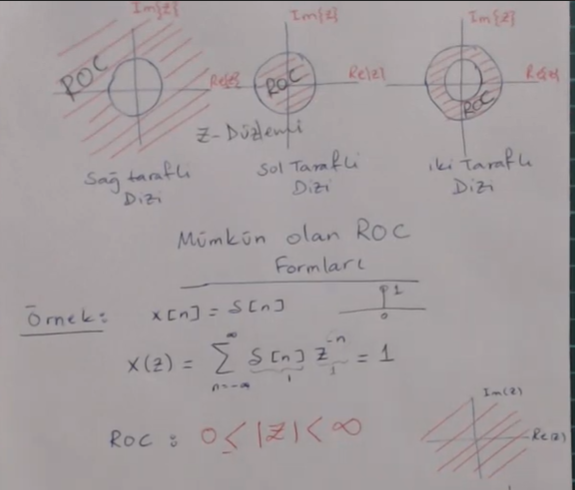 Im{z} Im{z} Im{z}
ROC Re{z} ROC Re{z} ROC Re{z}
Z-Düzlemi
Sağ taraflı Dizi
Sol Taraflı Dizi
iki Taraflı Dizi
Mümkün olan ROC
Formları
Örnek: x[n] = δ[n] 1 0
X(z) = ∑ δ[n] z^-n = 1
n=-∞ ∞ 1 1
ROC : 0 ≤ |z| < ∞
Im(z)
Re(z)